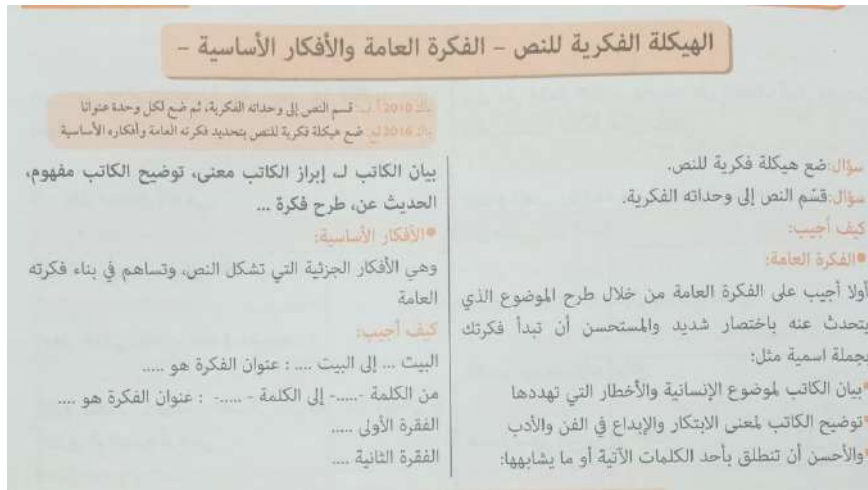 الهيكلة الفكرية للنص – الفكرة العامة والأفكار الأساسية –
باك 2010 آ.ف: قسم النص إلى وحداته الفكرية، ثم ضع لكل وحدة عنوانا
باك 2016 لغ: ضع هيكلة فكرية للنص بتحديد فكرته العامة وأفكاره الأساسية
سؤال: ضع هيكلة فكرية للنص.
سؤال: قسّم النص إلى وحداته الفكرية.
كيف أجيب:
•الفكرة العامة:
أولا أجيب على الفكرة العامة من خلال طرح الموضوع الذي
يتحدث عنه باختصار شديد والمستحسن أن تبدأ فكرتك
بجملة اسمية مثل:
•بيان الكاتب لموضوع الإنسانية والأخطار التي تهددها
•توضيح الكاتب لمعنى الابتكار والإبداع في الفن والأدب
•والأحسن أن تنطلق بأحد الكلمات الآتية أو ما يشابهها:
بيان الكاتب لـ، إبراز الكاتب معنى، توضيح الكاتب مفهوم،
الحديث عن، طرح فكرة ...
•الأفكار الأساسية:
وهي الأفكار الجزئية التي تشكل النص، وتساهم في بناء فكرته
العامة
كيف أجيب:
البيت ... إلى البيت .... : عنوان الفكرة هو .....
من الكلمة -.....- إلى الكلمة - .....- : عنوان الفكرة هو ....
الفقرة الأولى .....
الفقرة الثانية ....